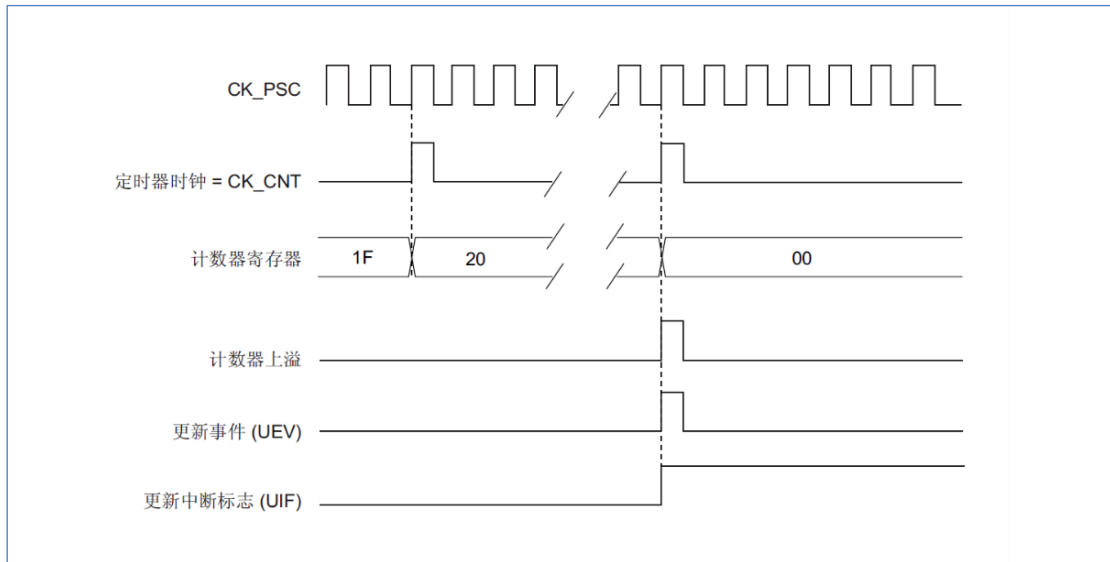 CK_PSC
定时器时钟 = CK_CNT
计数器寄存器 1F 20 00
计数器上溢
更新事件 (UEV)
更新中断标志 (UIF)